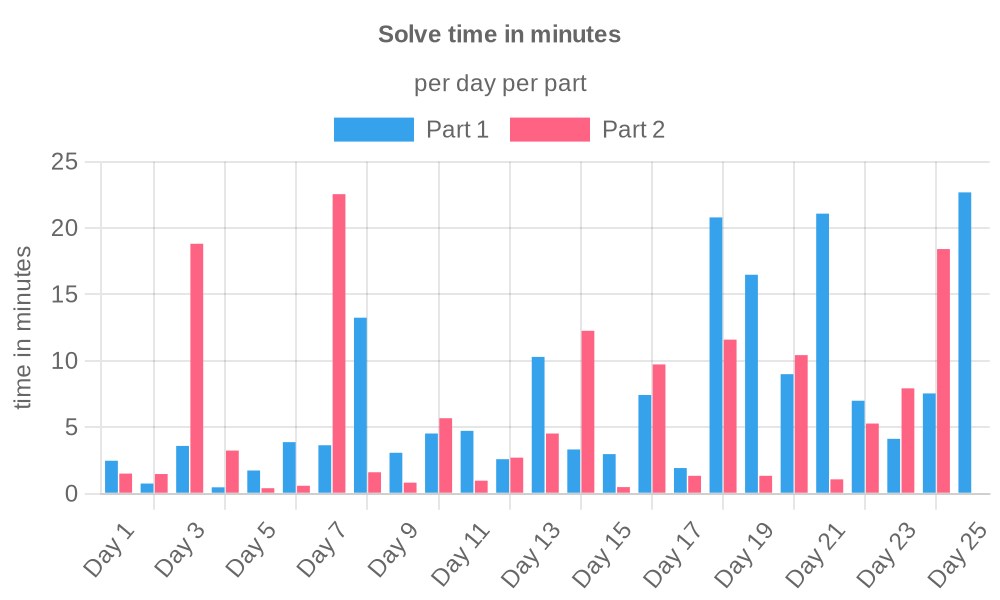 Solve time in minutes
per day per part
Part 1 Part 2
time in minutes
25
20
15
10
5
0
Day 1 Day 3 Day 5 Day 7 Day 9 Day 11 Day 13 Day 15 Day 17 Day 19 Day 21 Day 23 Day 25